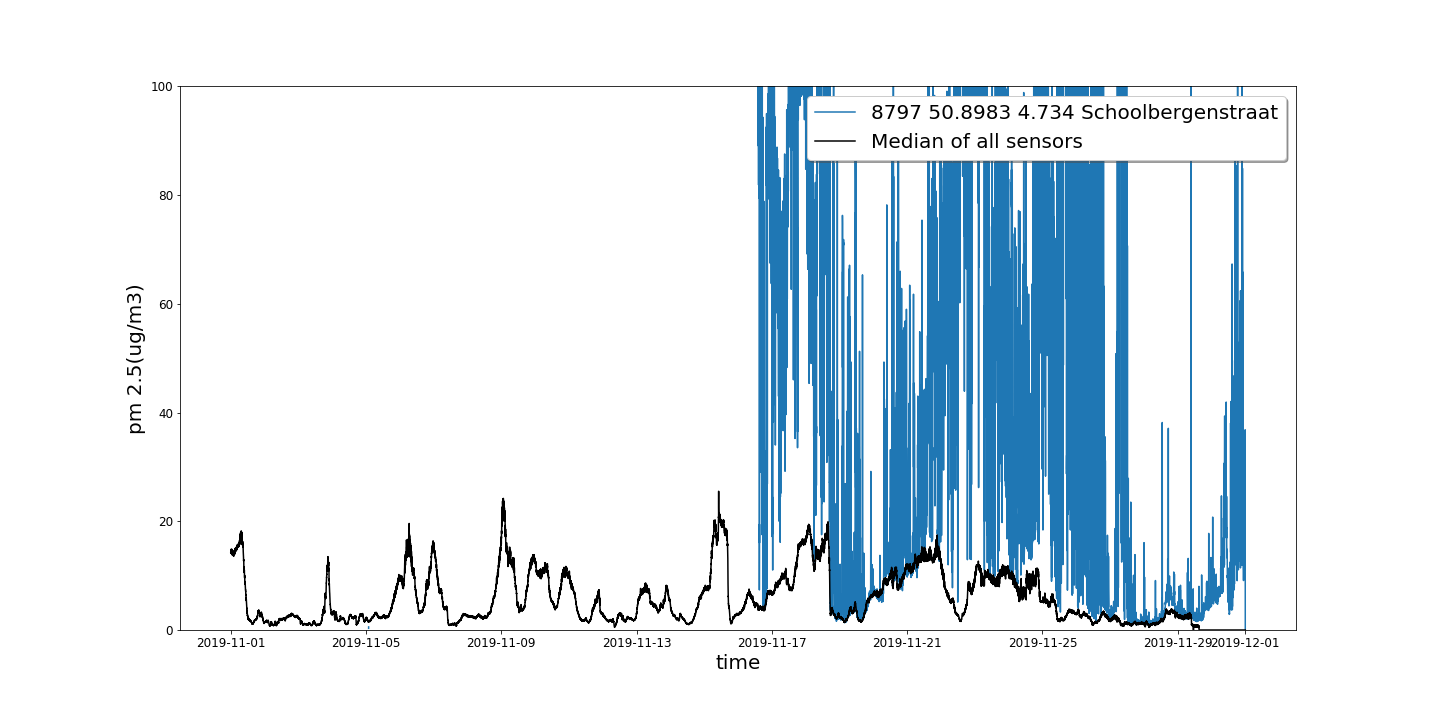 100
80
60
40
20
0
pm 2.5(ug/m3)
8797 50.8983 4.734 Schoolbergenstraat
Median of all sensors
2019-11-01 2019-11-05 2019-11-09 2019-11-13 2019-11-17 2019-11-21 2019-11-25 2019-11-29 2019-12-01
time